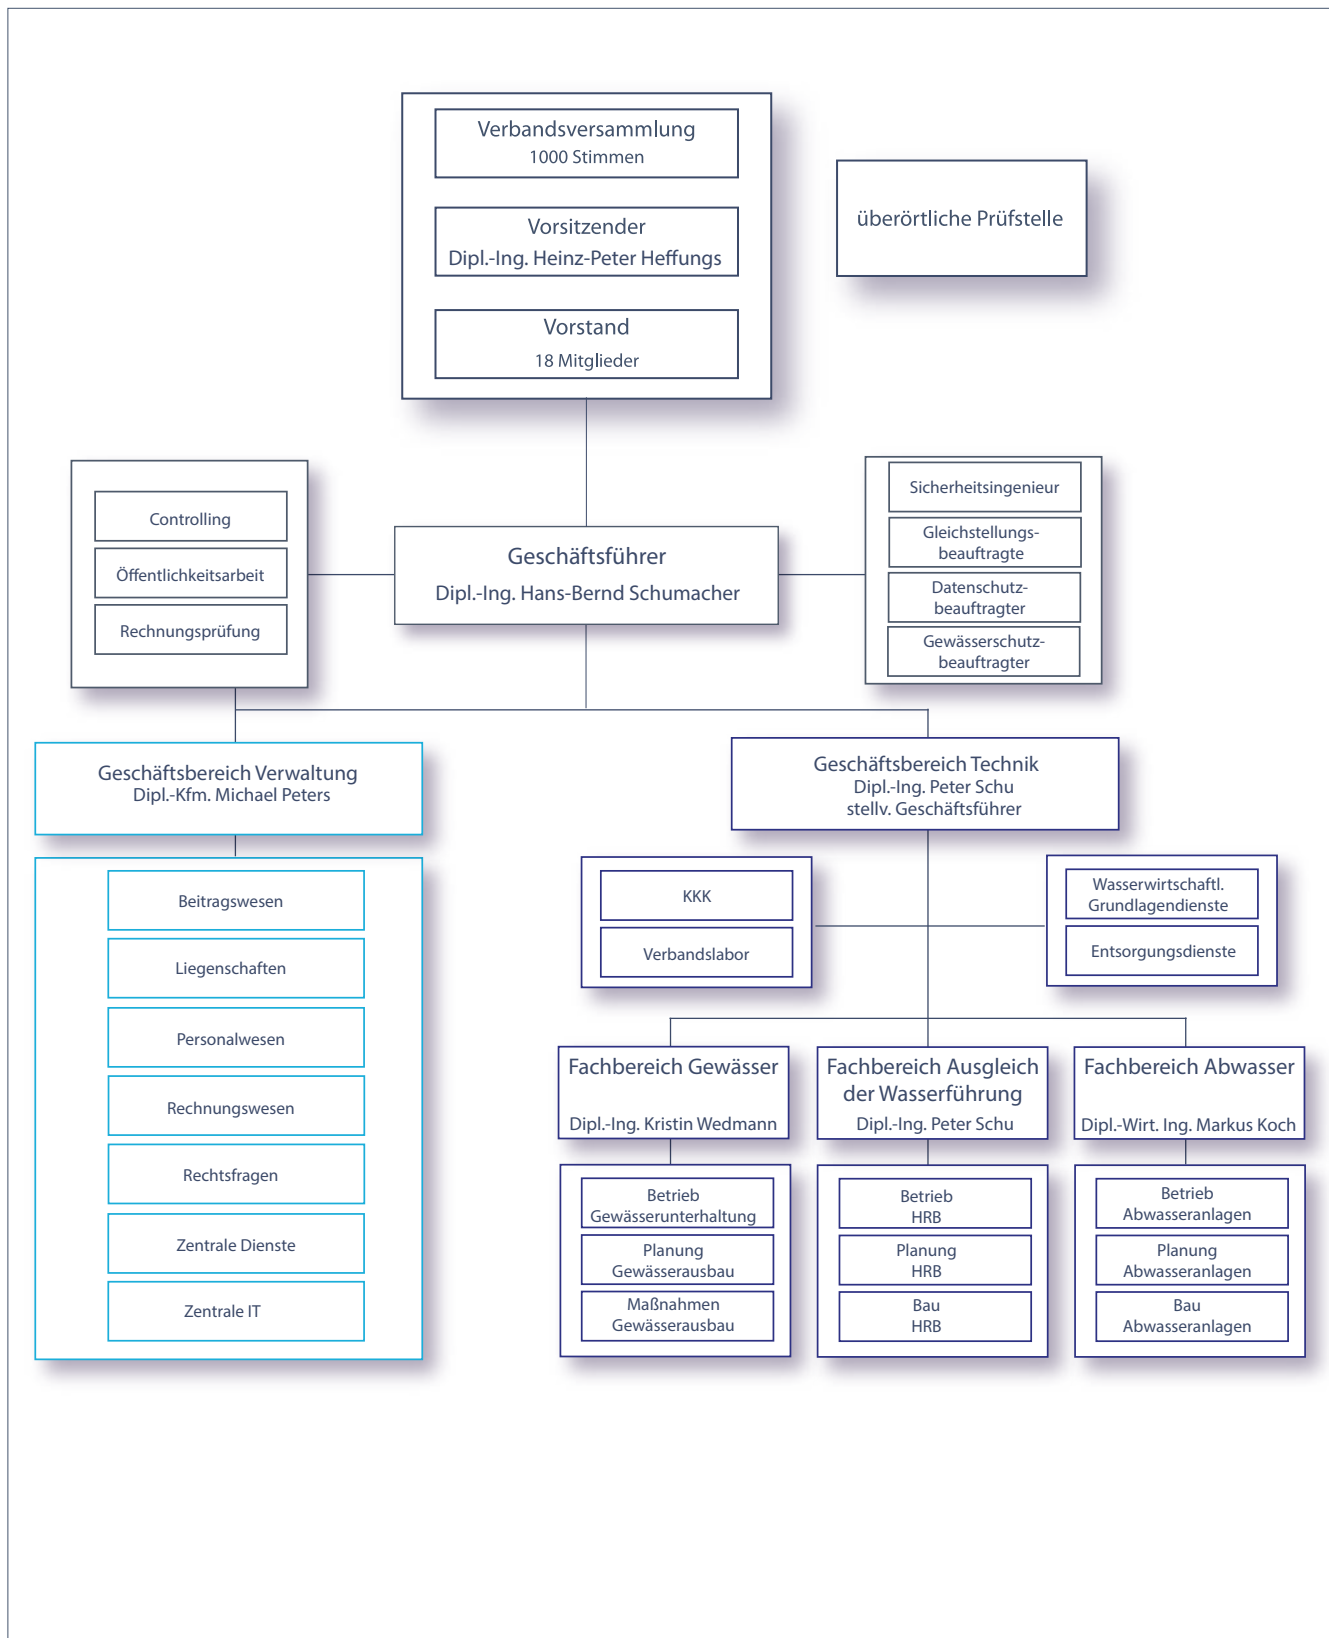 Verbandsversammlung
1000 Stimmen
Vorsitzender
Dipl.-Ing. Heinz-Peter Heffungs
Vorstand
18 Mitglieder
überörtliche Prüfstelle
Controlling
Öffentlichkeitsarbeit
Rechnungsprüfung
Geschäftsführer
Dipl.-Ing. Hans-Bernd Schumacher
Sicherheitsingenieur
Gleichstellungs-
beauftragte
Datenschutz-
beauftragter
Gewässerschutz-
beauftragter
Geschäftsbereich Verwaltung
Dipl.-Kfm. Michael Peters
Beitragswesen
Liegenschaften
Personalwesen
Rechnungswesen
Rechtsfragen
Zentrale Dienste
Zentrale IT
Geschäftsbereich Technik
Dipl.-Ing. Peter Schu
stellv. Geschäftsführer
KKK
Verbandslabor
Wasserwirtschaftl.
Grundlagendienste
Entsorgungsdienste
Fachbereich Gewässer
Dipl.-Ing. Kristin Wedmann
Betrieb
Gewässerunterhaltung
Planung
Gewässerausbau
Maßnahmen
Gewässerausbau
Fachbereich Ausgleich
der Wasserführung
Dipl.-Ing. Peter Schu
Betrieb
HRB
Planung
HRB
Bau
HRB
Fachbereich Abwasser
Dipl.-Wirt. Ing. Markus Koch
Betrieb
Abwasseranlagen
Planung
Abwasseranlagen
Bau
Abwasseranlagen